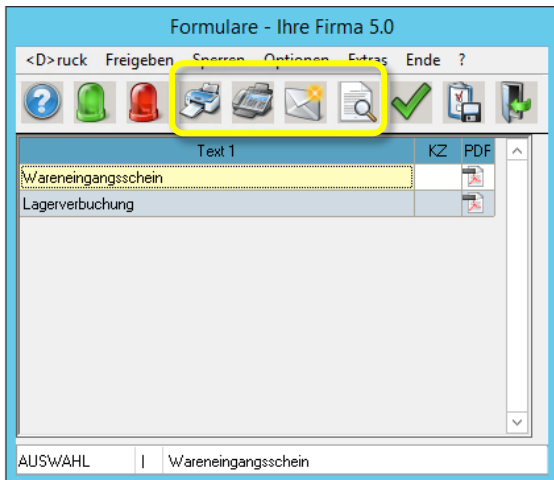 Formulare - Ihre Firma 5.0
<D>ruck Freigeben Sperren Optionen Extras Ende ?
Text 1 KZ PDF
Wareneingangsschein
Lagerverbuchung
AUSWAHL | Wareneingangsschein